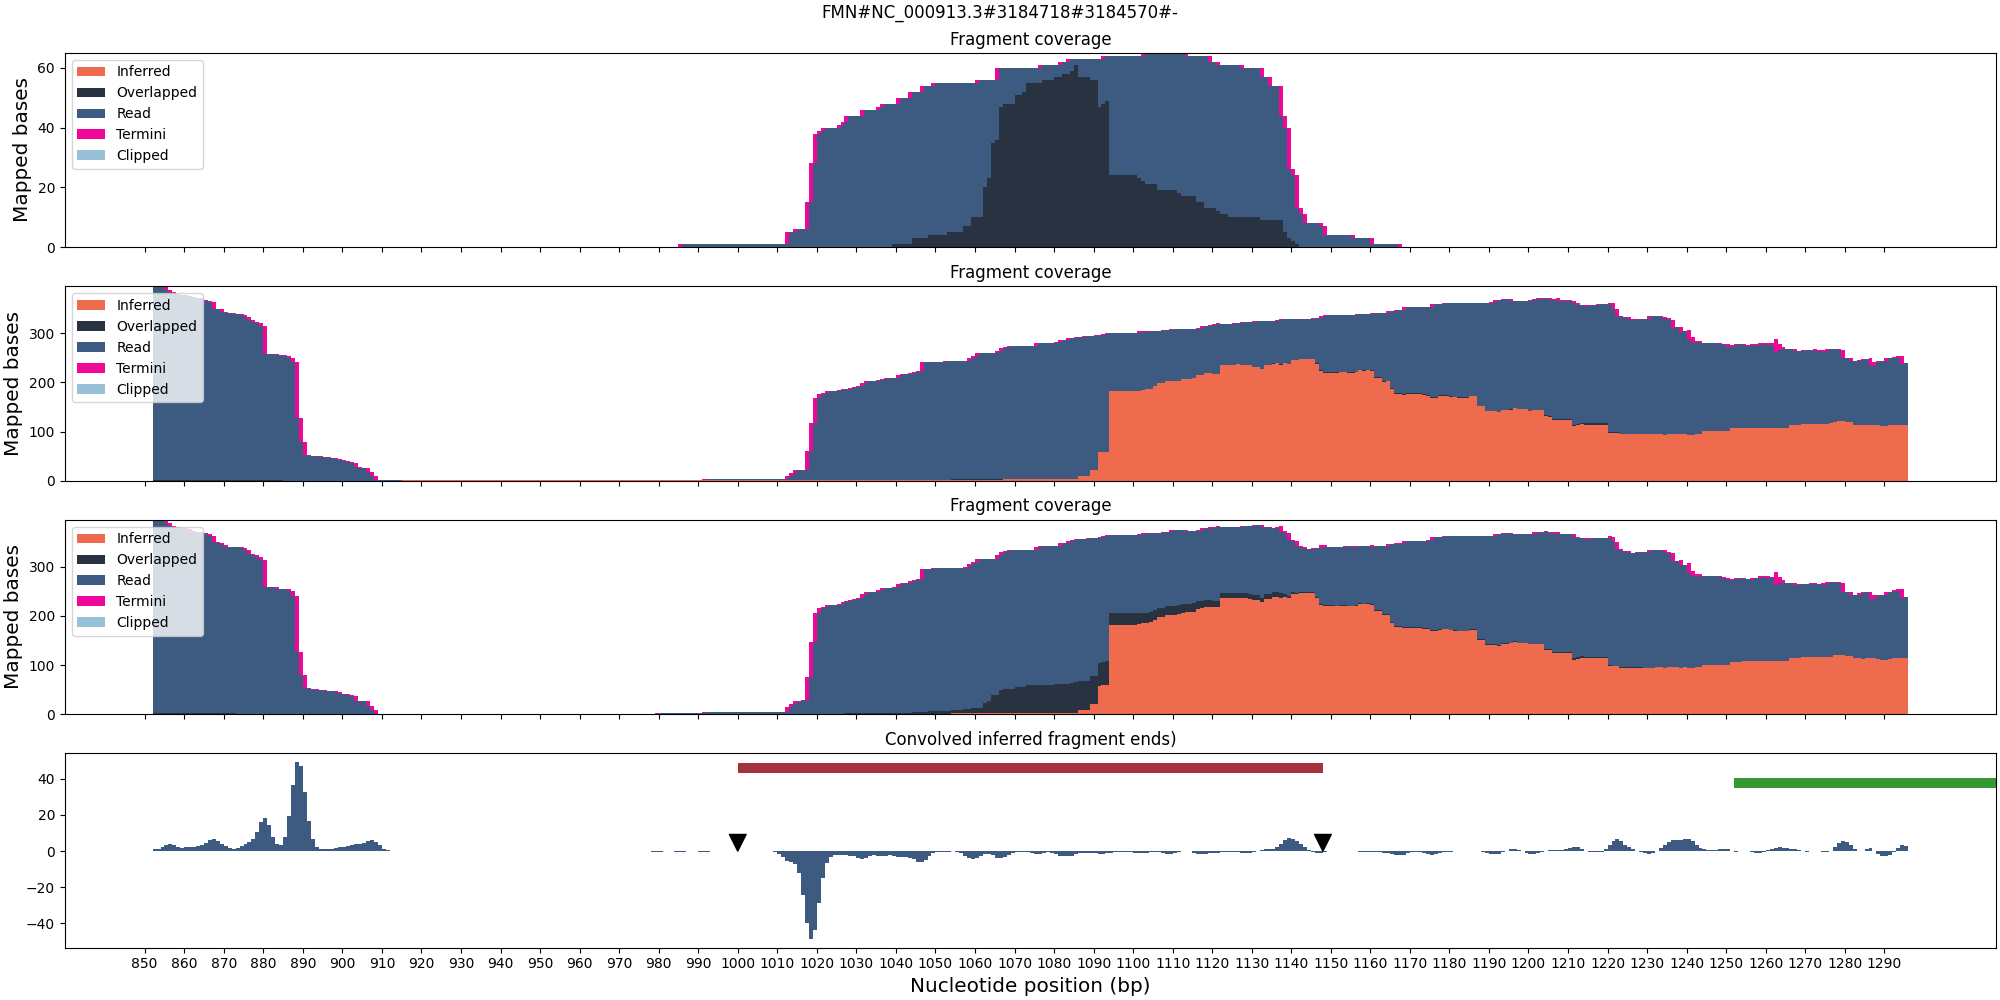 FMN#NC_000913.3#3184718#3184570#-
Fragment coverage
Mapped bases
60
40
20
0
Inferred
Overlapped
Read
Termini
Clipped
Fragment coverage
Mapped bases
300
200
100
0
Inferred
Overlapped
Read
Termini
Clipped
Fragment coverage
Mapped bases
300
200
100
0
Inferred
Overlapped
Read
Termini
Clipped
Convolved inferred fragment ends)
40
20
0
−20
−40
850 860 870 880 890 900 910 920 930 940 950 960 970 980 990 1000 1010 1020 1030 1040 1050 1060 1070 1080 1090 1100 1110 1120 1130 1140 1150 1160 1170 1180 1190 1200 1210 1220 1230 1240 1250 1260 1270 1280 1290
Nucleotide position (bp)